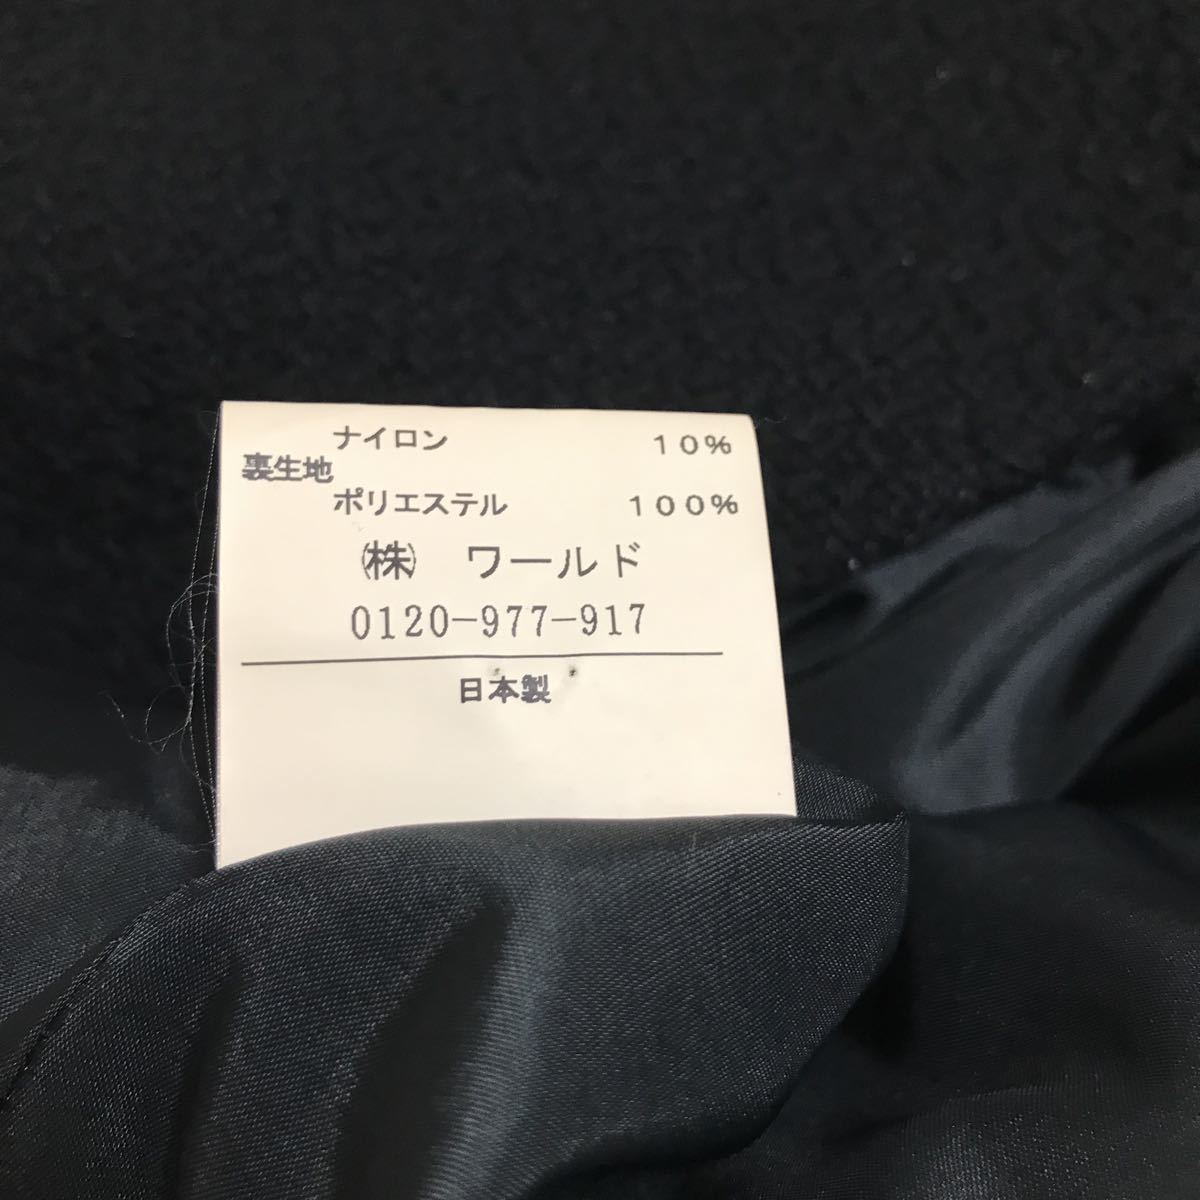 ナイロン 10%
裏生地
ポリエステル 100%
㈱ ワールド
0120-977-917
日本製